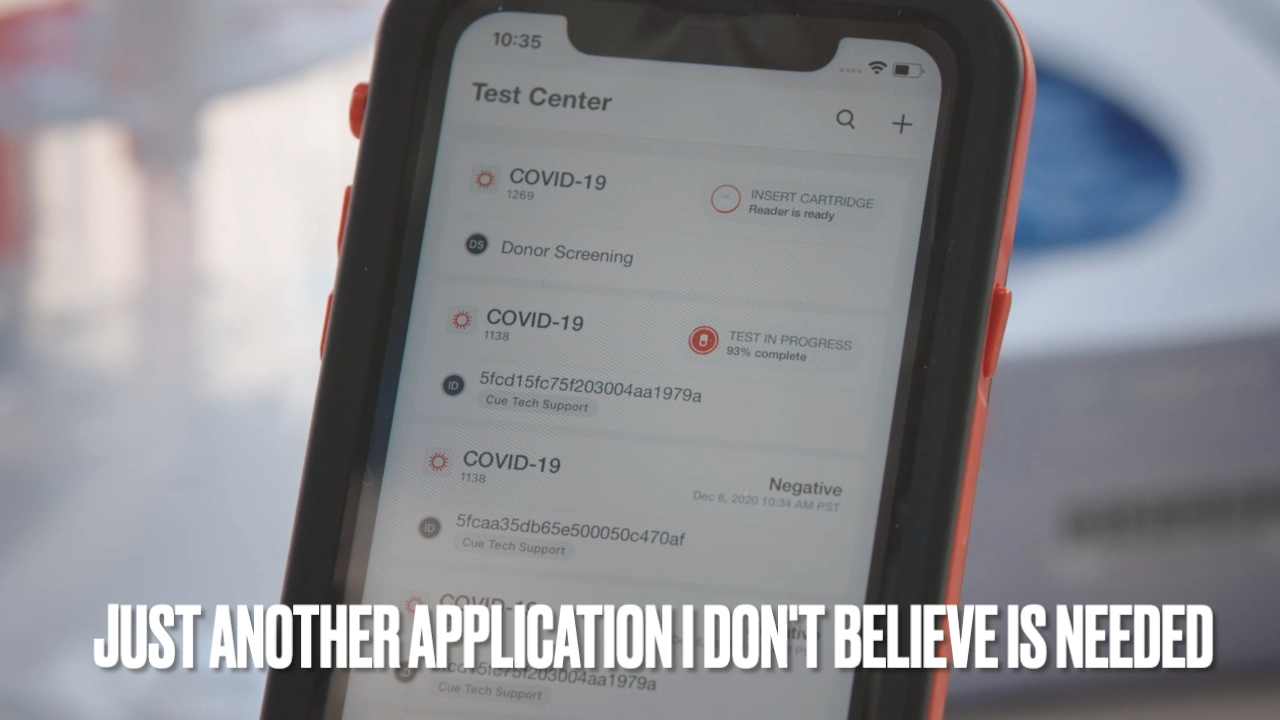 10:35
Test Center
COVID-19
1269
INSERT CARTRIDGE
Reader is ready
DS
Donor Screening
COVID-19
1138
TEST IN PROGRESS
93% complete
ID
5fcd15fc75f203004aa1979a
Cue Tech Support
COVID-19
1138
Negative
Dec 6, 2020 10:34 AM PST
ID
5fcaa35db65e500050c470af
Cue Tech Support
COVID-19
JUST ANOTHER APPLICATION I DON'T BELIEVE IS NEEDED
Cue Tech Support